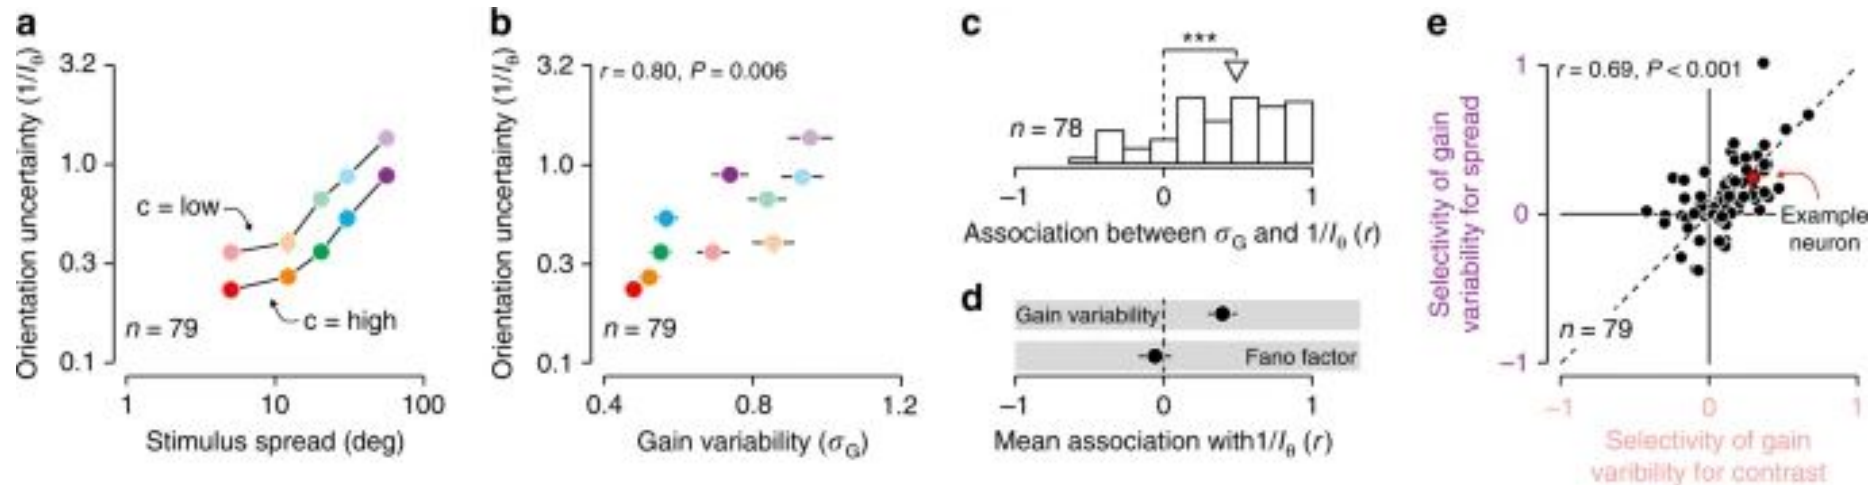 a
Orientation uncertainty (1/Iθ)
3.2
1.0
0.3
0.1
c = low
c = high
n = 79
1
10
100
Stimulus spread (deg)
b
Orientation uncertainty (1/Iθ)
3.2
1.0
0.3
0.1
r = 0.80, P = 0.006
n = 79
0.4
0.8
1.2
Gain variability (σG)
c
***
n = 78
−1
0
1
Association between σG and 1/Iθ (r)
d
Gain variability
Fano factor
−1
0
1
Mean association with1/Iθ (r)
e
Selectivity of gain
variability for spread
1
0
−1
r = 0.69, P < 0.001
Example
neuron
n = 79
−1
0
1
Selectivity of gain
varibility for contrast